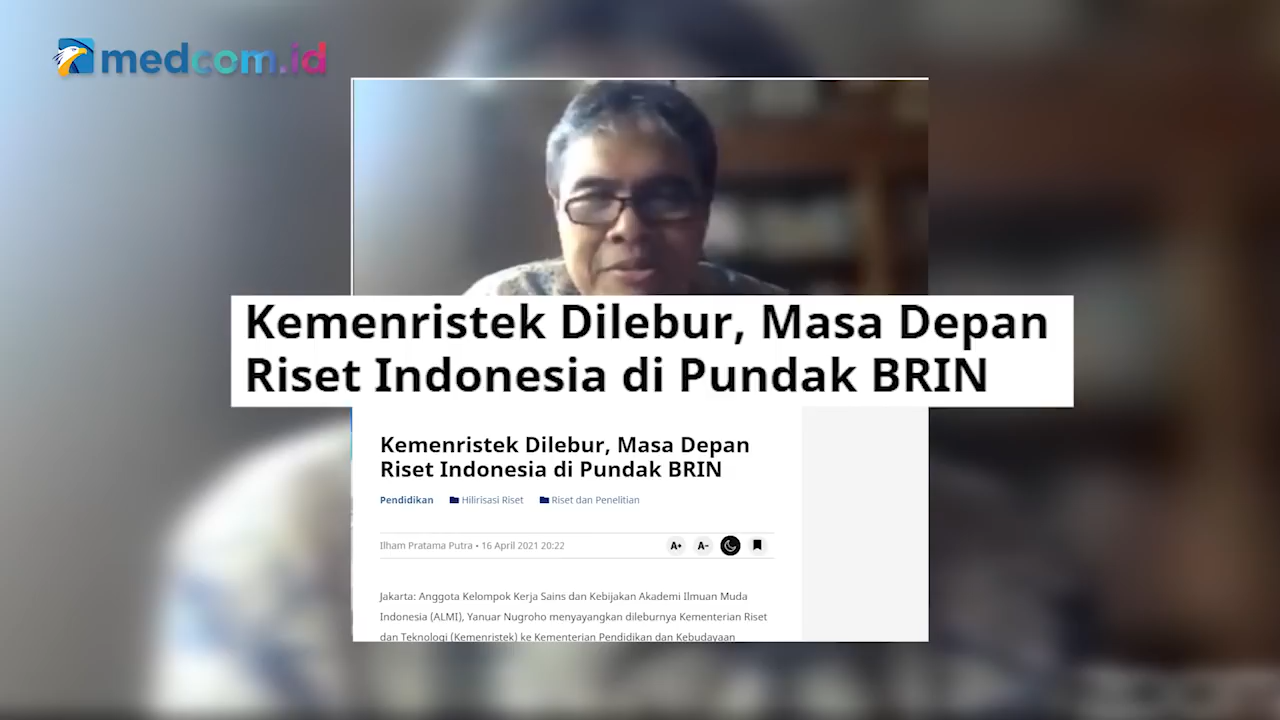 medcom.id
Kemenristek Dilebur, Masa Depan
Riset Indonesia di Pundak BRIN
Kemenristek Dilebur, Masa Depan
Riset Indonesia di Pundak BRIN
Pendidikan Hilirisasi Riset Riset dan Penelitian
Ilham Pratama Putra • 16 April 2021 20:22 A+ A-
Jakarta: Anggota Kelompok Kerja Sains dan Kebijakan Akademi Ilmuan Muda
Indonesia (ALMI), Yanuar Nugroho menyayangkan dileburnya Kementerian Riset
dan Teknologi (Kemenristek) ke Kementerian Pendidikan dan Kebudayaan